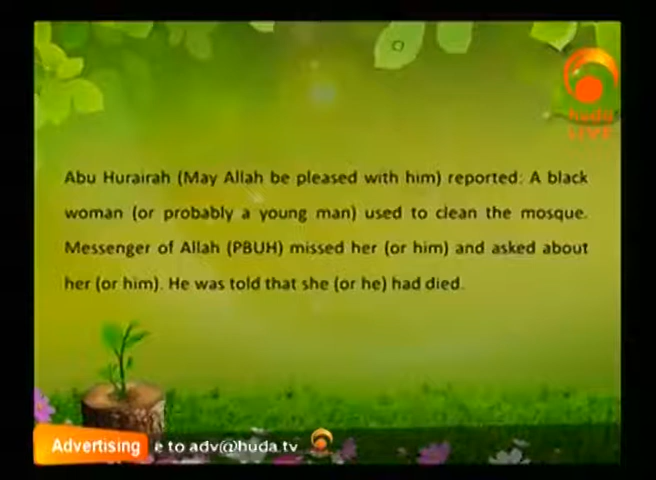 huda
LIVE
Abu Hurairah (May Allah be pleased with him) reported: A black
woman (or probably a young man) used to clean the mosque.
Messenger of Allah (PBUH) missed her (or him) and asked about
her (or him). He was told that she (or he) had died.
Advertising e to adv@huda.tv